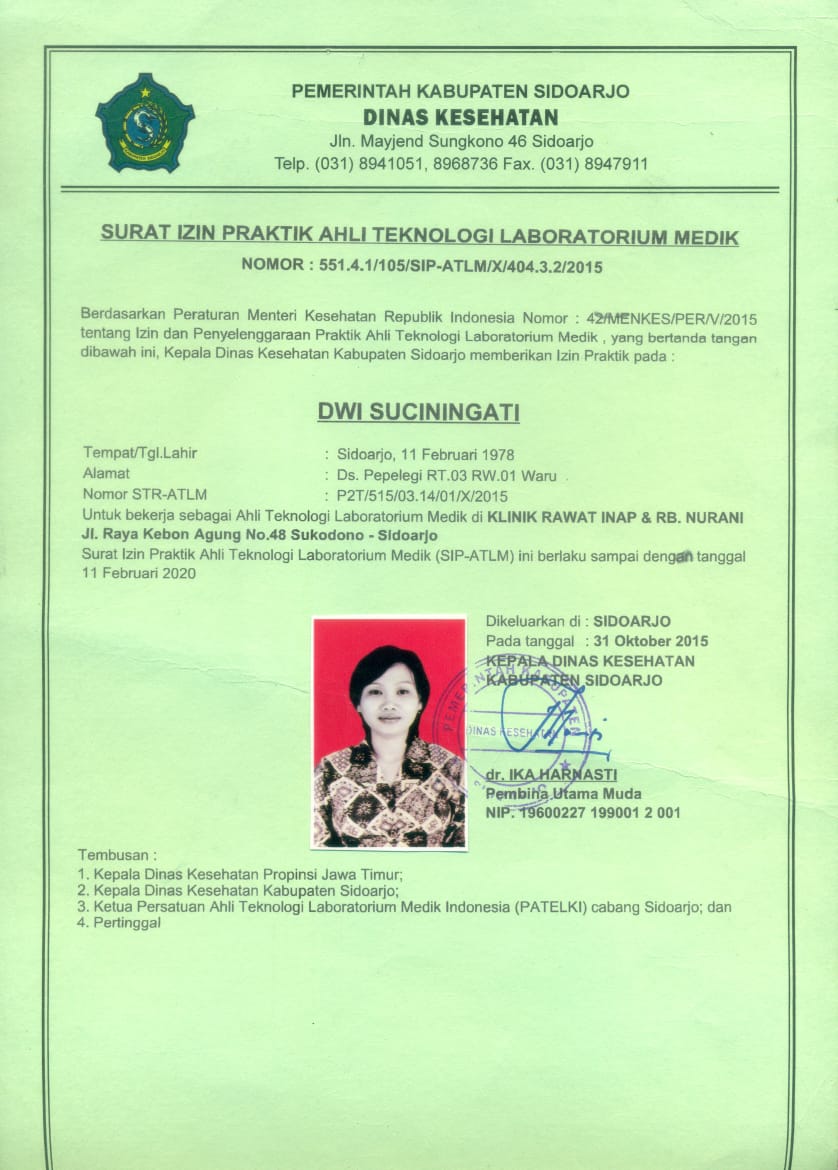 PEMERINTAH KABUPATEN SIDOARJO
DINAS KESEHATAN
Jln. Mayjend Sungkono 46 Sidoarjo
Telp. (031) 8941051, 8968736 Fax. (031) 8947911
SURAT IZIN PRAKTIK AHLI TEKNOLOGI LABORATORIUM MEDIK
NOMOR : 551.4.1/105/SIP-ATLM/X/404.3.2/2015
Berdasarkan Peraturan Menteri Kesehatan Republik Indonesia Nomor : 42/MENKES/PER/V/2015
tentang Izin dan Penyelenggaraan Praktik Ahli Teknologi Laboratorium Medik , yang bertanda tangan
dibawah ini, Kepala Dinas Kesehatan Kabupaten Sidoarjo memberikan Izin Praktik pada :
DWI SUCININGATI
Tempat/Tgl.Lahir : Sidoarjo, 11 Februari 1978
Alamat : Ds. Pepelegi RT.03 RW.01 Waru
Nomor STR-ATLM : P2T/515/03.14/01/X/2015
Untuk bekerja sebagai Ahli Teknologi Laboratorium Medik di KLINIK RAWAT INAP & RB. NURANI
Jl. Raya Kebon Agung No.48 Sukodono - Sidoarjo
Surat Izin Praktik Ahli Teknologi Laboratorium Medik (SIP-ATLM) ini berlaku sampai dengan tanggal
11 Februari 2020
Dikeluarkan di : SIDOARJO
Pada tanggal : 31 Oktober 2015
KEPALA DINAS KESEHATAN
KABUPATEN SIDOARJO
PEMERINTAH KABUPATEN
DINAS KESEHATAN
dr. IKA HARNASTI
Pembina Utama Muda
NIP. 19600227 199001 2 001
Tembusan :
1. Kepala Dinas Kesehatan Propinsi Jawa Timur;
2. Kepala Dinas Kesehatan Kabupaten Sidoarjo;
3. Ketua Persatuan Ahli Teknologi Laboratorium Medik Indonesia (PATELKI) cabang Sidoarjo; dan
4. Pertinggal